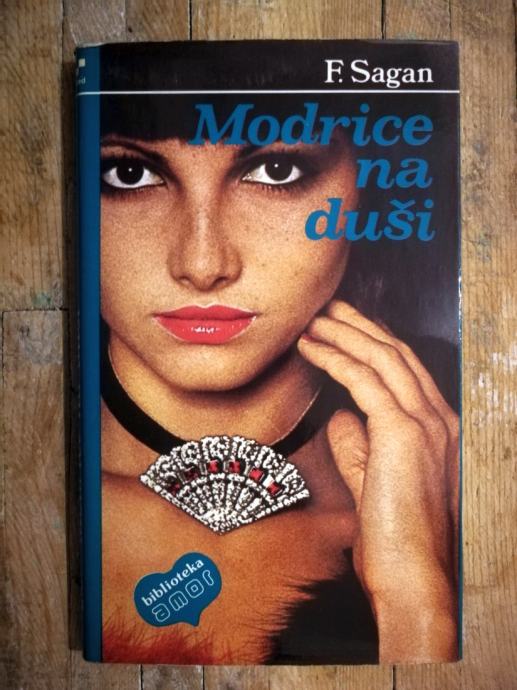 F. Sagan
Modrice
na
duši
biblioteka
amor